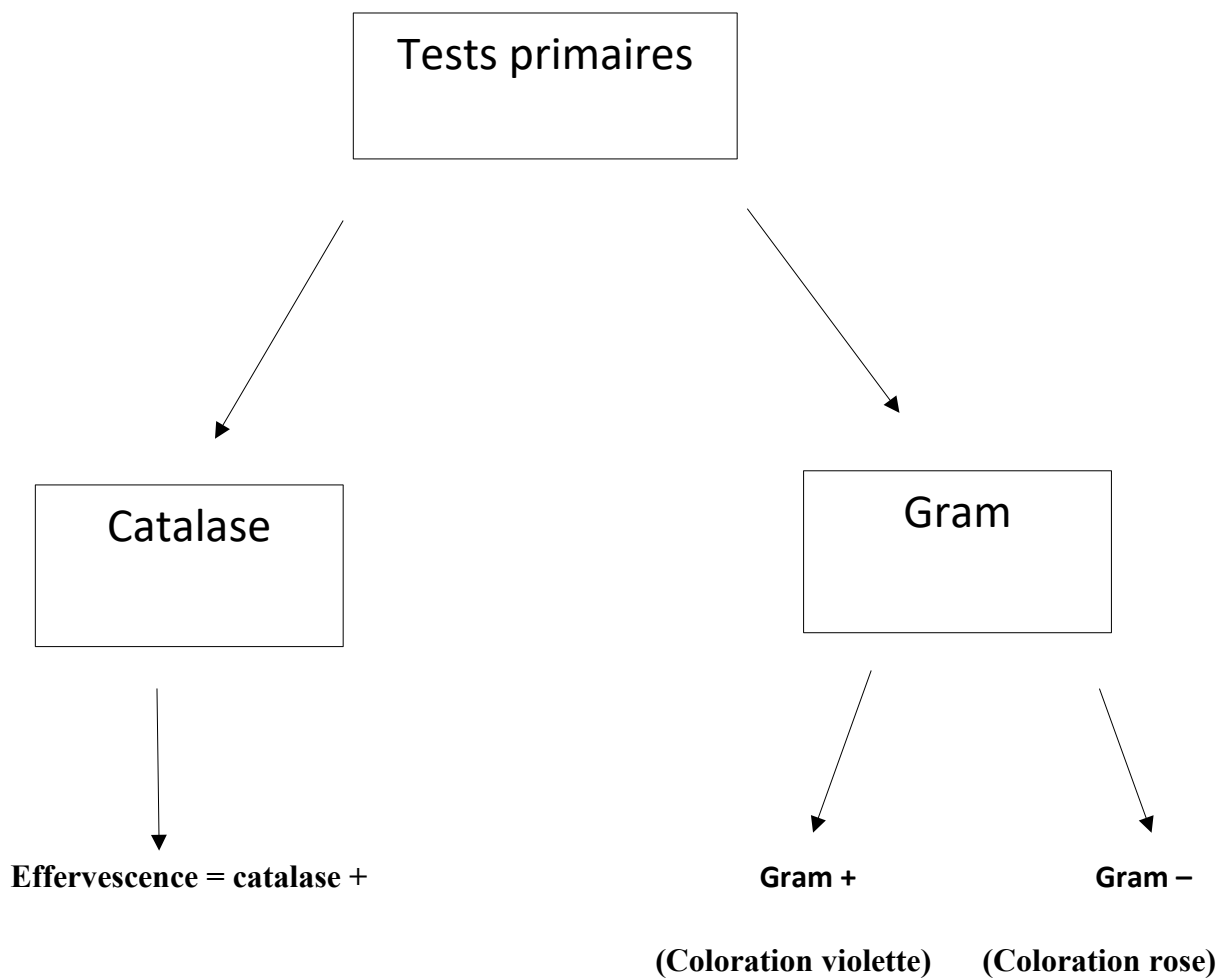 Tests primaires
Catalase
Gram
Effervescence = catalase +
Gram +
Gram –
(Coloration violette)
(Coloration rose)